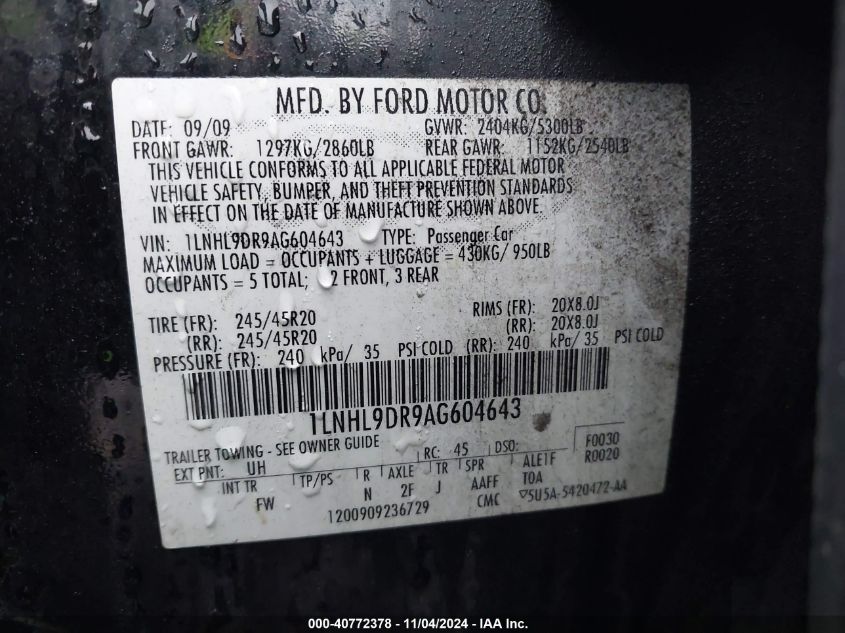 MFD. BY FORD MOTOR CO.
DATE: 09/09 GVWR: 2404KG/5300LB
FRONT GAWR: 1297KG/2860LB REAR GAWR: 1152KG/2540LB
THIS VEHICLE CONFORMS TO ALL APPLICABLE FEDERAL MOTOR
VEHICLE SAFETY, BUMPER, AND THEFT PREVENTION STANDARDS
IN EFFECT ON THE DATE OF MANUFACTURE SHOWN ABOVE.
VIN: 1LNHL9DR9AG604643 TYPE: Passenger Car
MAXIMUM LOAD = OCCUPANTS + LUGGAGE = 430KG/ 950LB
OCCUPANTS = 5 TOTAL; 2 FRONT, 3 REAR
TIRE (FR): 245/45R20 RIMS (FR): 20X8.0J
(RR): 245/45R20 (RR): 20X8.0J
PRESSURE (FR): 240 kPa/ 35 PSI COLD (RR): 240 kPa/ 35 PSI COLD
1LNHL9DR9AG604643
TRAILER TOWING - SEE OWNER GUIDE F0030
EXT PNT: UH RC: 45 DSO: R0020
INT TR TP/PS R AXLE TR SPR ALE1F
FW N 2F J AAFF TOA
1200909236729 CMC ▽5U5A-5420472-AA
000-40772378 - 11/04/2024 - IAA Inc.